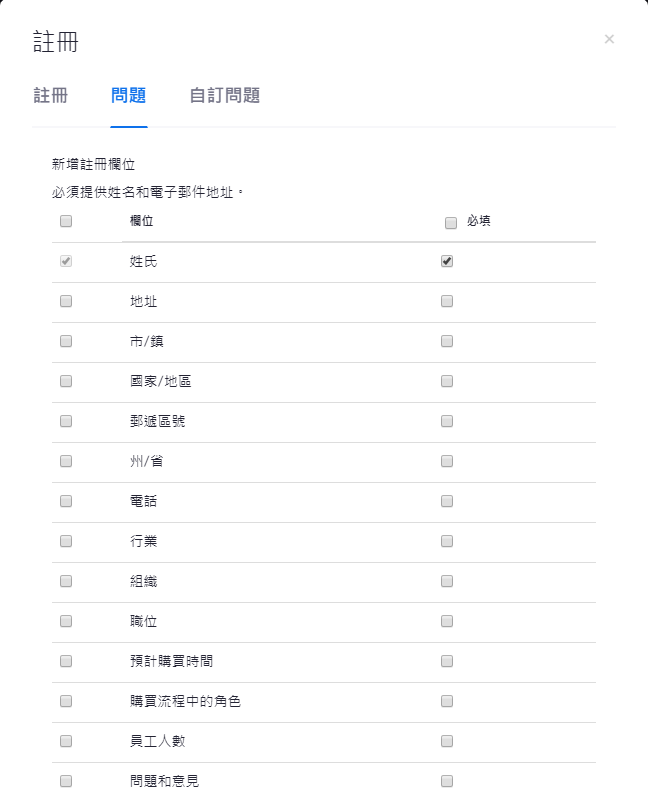 註冊
×
註冊 問題 自訂問題
新增註冊欄位
必須提供姓名和電子郵件地址。
欄位 必填
姓氏
地址
市/鎮
國家/地區
郵遞區號
州/省
電話
行業
組織
職位
預計購買時間
購買流程中的角色
員工人數
問題和意見